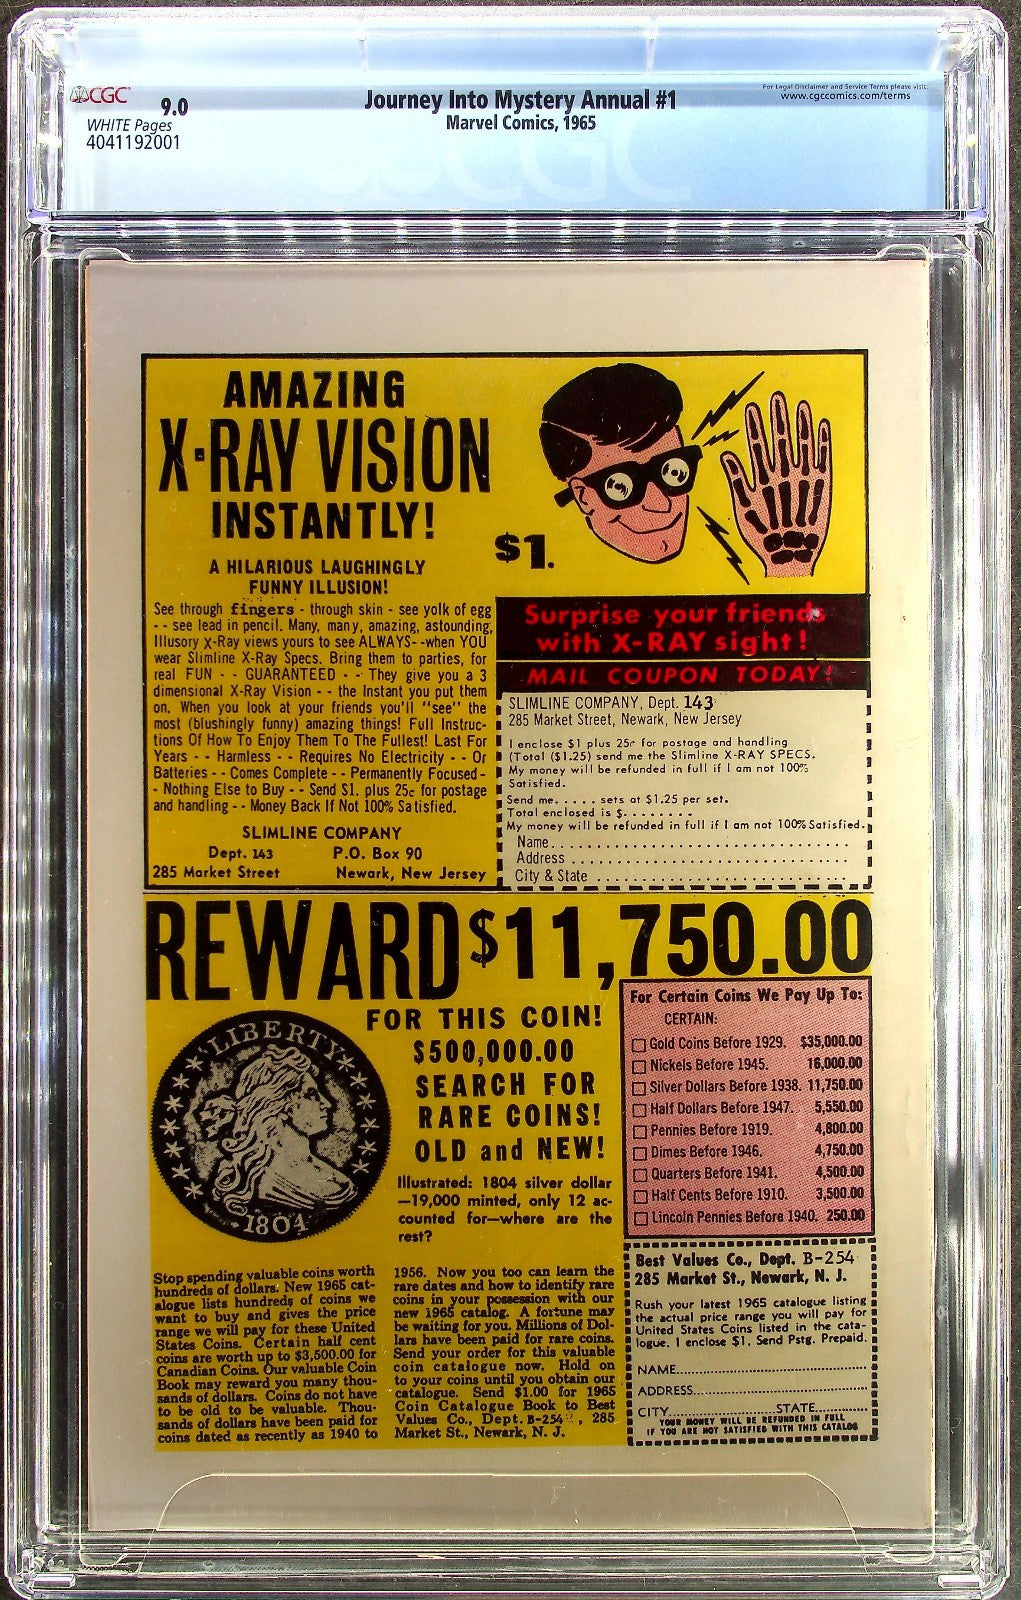 CGC
9.0
WHITE Pages
4041192001
Journey Into Mystery Annual #1
Marvel Comics, 1965
For Legal Disclaimer and Service Terms please visit:
www.cgccomics.com/terms
CGC
AMAZING
X-RAY VISION
INSTANTLY!
$1.
A HILARIOUS LAUGHINGLY
FUNNY ILLUSION!
See through fingers - through skin - see yolk of egg
- - see lead in pencil. Many, many, amazing, astounding,
Illusory X-Ray views yours to see ALWAYS- -when YOU
wear Slimline X-Ray Specs. Bring them to parties, for
real FUN - - GUARANTEED - - They give you a 3
dimensional X-Ray Vision - - the Instant you put them
on. When you look at your friends you'll "see" the
most (blushingly funny) amazing things! Full Instruc-
tions Of How To Enjoy Them To The Fullest! Last For
Years - - Harmless - - Requires No Electricity - - Or
Batteries - - Comes Complete - - Permanently Focused -
- Nothing Else to Buy - - Send $1. plus 25c for postage
and handling - - Money Back If Not 100% Satisfied.
SLIMLINE COMPANY
Dept. 143 P.O. Box 90
285 Market Street Newark, New Jersey
Surprise your friends
with X-RAY sight!
MAIL COUPON TODAY!
SLIMLINE COMPANY, Dept. 143
285 Market Street, Newark, New Jersey
I enclose $1 plus 25c for postage and handling
(Total ($1.25) send me the Slimline X-RAY SPECS.
My money will be refunded in full if I am not 100%
Satisfied.
Send me. . . . . sets at $1.25 per set.
Total enclosed is $. . . . . . . .
My money will be refunded in full if I am not 100% Satisfied.
Name . . . . . . . . . . . . . . . . . . . . . . . . . . . . . .
Address . . . . . . . . . . . . . . . . . . . . . . . . . . . .
City & State . . . . . . . . . . . . . . . . . . . . . . . . .
REWARD $11,750.00
LIBERTY
1804
FOR THIS COIN!
$500,000.00
SEARCH FOR
RARE COINS!
OLD and NEW!
Illustrated: 1804 silver dollar
—19,000 minted, only 12 ac-
counted for—where are the
rest?
Stop spending valuable coins worth
hundreds of dollars. New 1965 cat-
alogue lists hundreds of coins we
want to buy and gives the price
range we will pay for these United
States Coins. Certain half cent
coins are worth up to $3,500.00 for
Canadian Coins. Our valuable Coin
Book may reward you many thou-
sands of dollars. Coins do not have
to be old to be valuable. Thou-
sands of dollars have been paid for
coins dated as recently as 1940 to
1956. Now you too can learn the
rare dates and how to identify rare
coins in your possession with our
new 1965 catalog. A fortune may
be waiting for you. Millions of Dol-
lars have been paid for rare coins.
Send your order for this valuable
coin catalogue now. Hold on
to your coins until you obtain our
catalogue. Send $1.00 for 1965
Coin Catalogue Book to Best
Values Co., Dept. B-254, 285
Market St., Newark, N. J.
For Certain Coins We Pay Up To:
CERTAIN:
Gold Coins Before 1929. $35,000.00
Nickels Before 1945. 16,000.00
Silver Dollars Before 1938. 11,750.00
Half Dollars Before 1947. 5,550.00
Pennies Before 1919. 4,800.00
Dimes Before 1946. 4,750.00
Quarters Before 1941. 4,500.00
Half Cents Before 1910. 3,500.00
Lincoln Pennies Before 1940. 250.00
Best Values Co., Dept. B-254
285 Market St., Newark, N. J.
Rush your latest 1965 catalogue listing
the actual price range you will pay for
United States Coins listed in the cata-
logue. I enclose $1. Send Pstg. Prepaid.
NAME..............................
ADDRESS..............................
CITY....................STATE..............
YOUR MONEY WILL BE REFUNDED IN FULL
IF YOU ARE NOT SATISFIED WITH THIS CATALOG